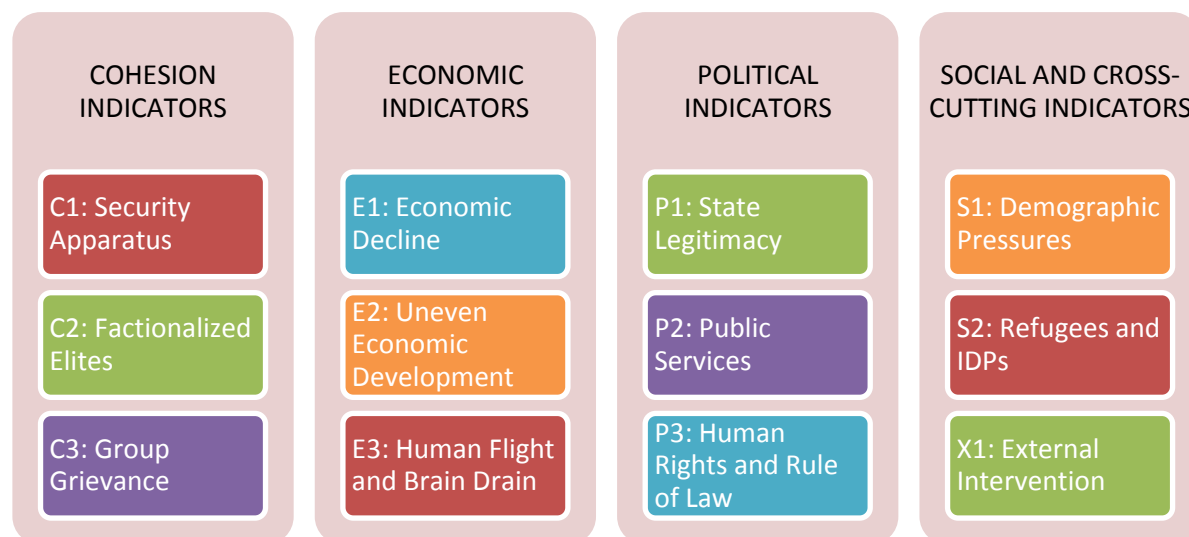 COHESION
INDICATORS
C1: Security
Apparatus
C2: Factionalized
Elites
C3: Group
Grievance
ECONOMIC
INDICATORS
E1: Economic
Decline
E2: Uneven
Economic
Development
E3: Human Flight
and Brain Drain
POLITICAL
INDICATORS
P1: State
Legitimacy
P2: Public
Services
P3: Human
Rights and Rule
of Law
SOCIAL AND CROSS-
CUTTING INDICATORS
S1: Demographic
Pressures
S2: Refugees and
IDPs
X1: External
Intervention